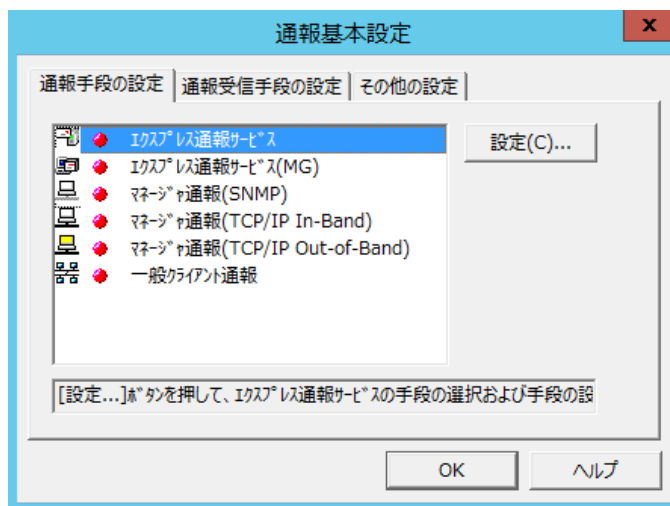 通報基本設定
x
通報手段の設定 通報受信手段の設定 その他の設定
ｴｸｽﾌﾟﾚｽ通報ｻｰﾋﾞｽ
設定(C)...
ｴｸｽﾌﾟﾚｽ通報ｻｰﾋﾞｽ(MG)
ﾏﾈｰｼﾞｬ通報(SNMP)
ﾏﾈｰｼﾞｬ通報(TCP/IP In-Band)
ﾏﾈｰｼﾞｬ通報(TCP/IP Out-of-Band)
一般ｸﾗｲｱﾝﾄ通報
[設定...]ﾎﾞﾀﾝを押して、ｴｸｽﾌﾟﾚｽ通報ｻｰﾋﾞｽの手段の選択および手段の設
OK ヘルプ